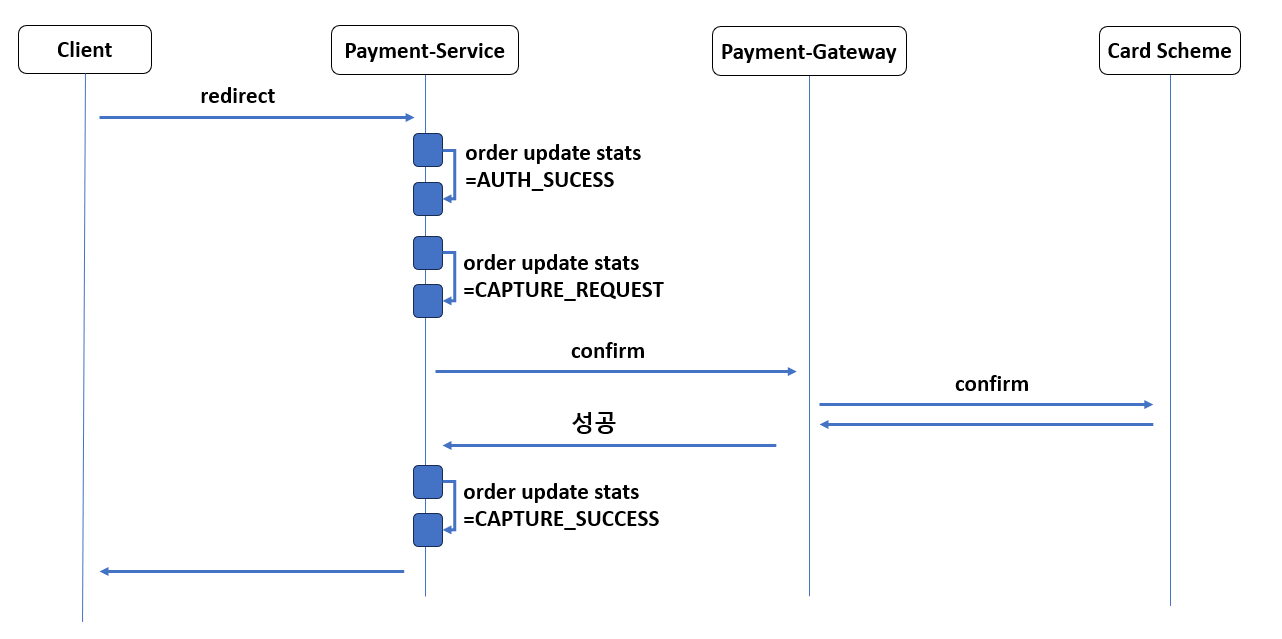 Client
Payment-Service
Payment-Gateway
Card Scheme
redirect
order update stats
=AUTH_SUCESS
order update stats
=CAPTURE_REQUEST
confirm
confirm
성공
order update stats
=CAPTURE_SUCCESS